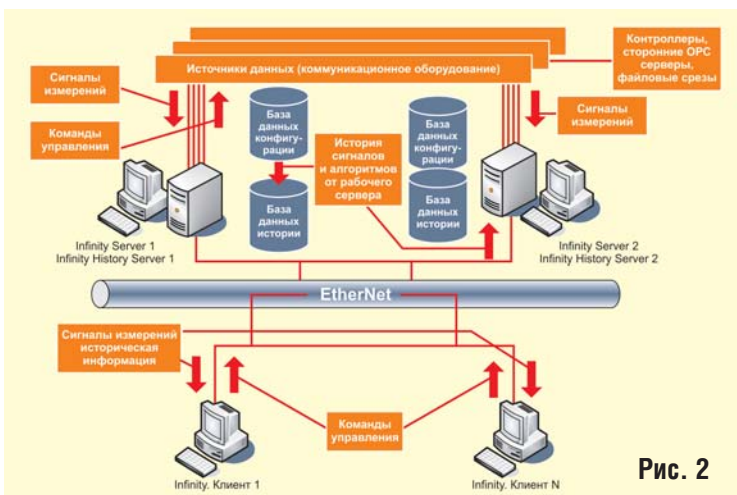 Контроллеры,
сторонние ОРС
серверы,
файловые срезы
Источники данных (коммуникационное оборудование)
Сигналы
измерений
Команды
управления
База
данных
конфигу-
рации
База
данных
истории
История
сигналов
и алгоритмов
от рабочего
сервера
База
данных
конфигу-
рации
База
данных
истории
Сигналы
измерений
Infinity Server 1
Infinity History Server 1
Infinity Server 2
Infinity History Server 2
EtherNet
Сигналы измерений
историческая
информация
Команды
управления
Infinity. Клиент 1
Infinity. Клиент N
Рис. 2